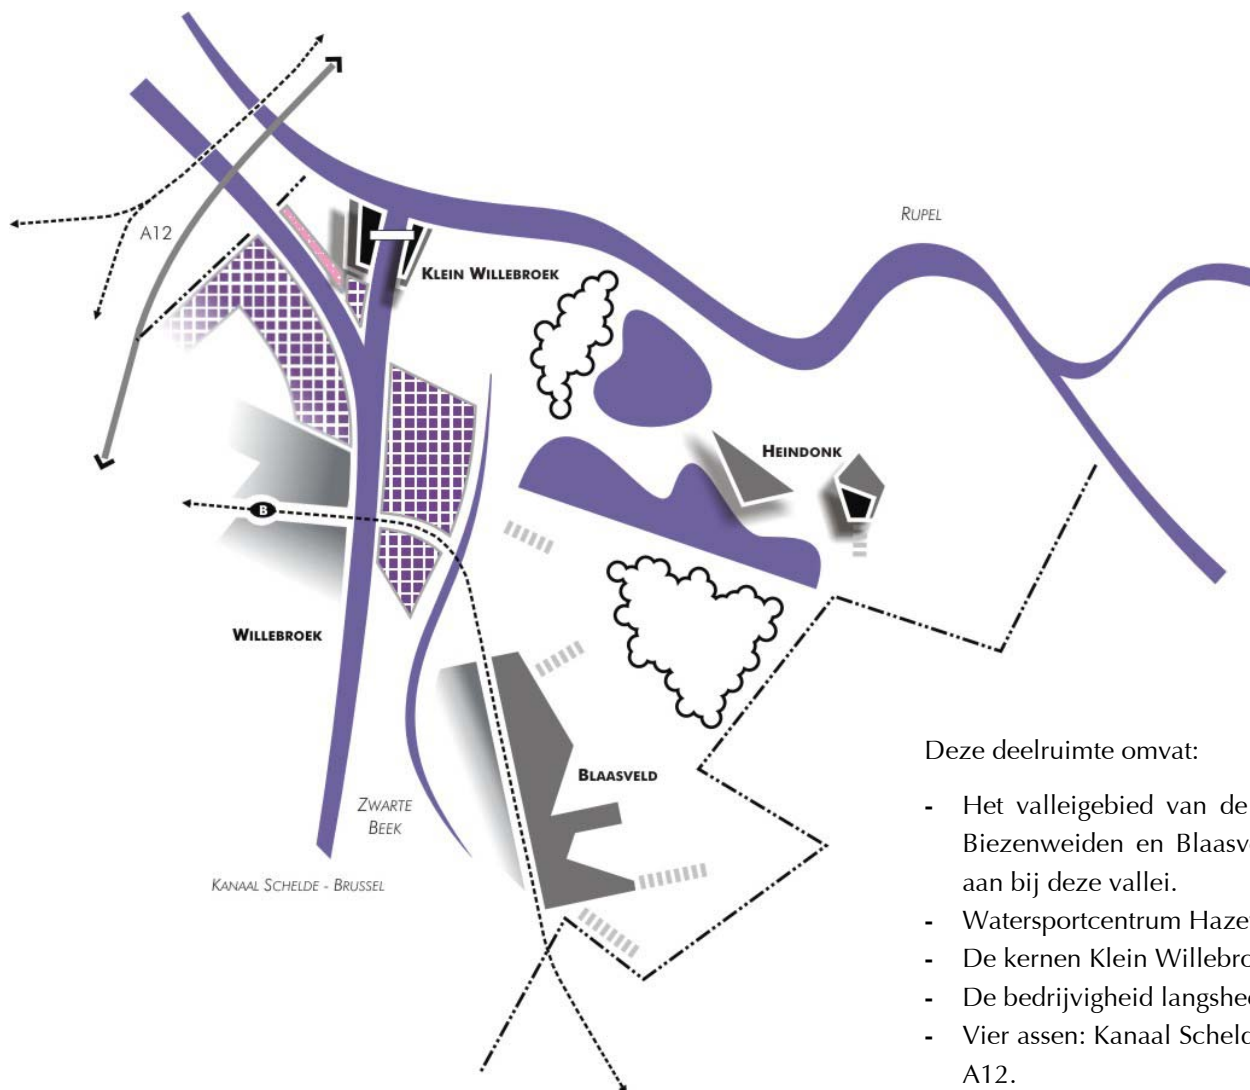 RUPEL
A12
KLEIN WILLEBROEK
HEINDONK
B
WILLEBROEK
Deze deelruimte omvat:
BLAASVELD
- Het valleigebied van de
ZWARTE
BEEK
Biezenweiden en Blaasv
KANAAL SCHELDE - BRUSSEL
aan bij deze vallei.
- Watersportcentrum Haze
- De kernen Klein Willebro
- De bedrijvigheid langshe
- Vier assen: Kanaal Scheld
A12.